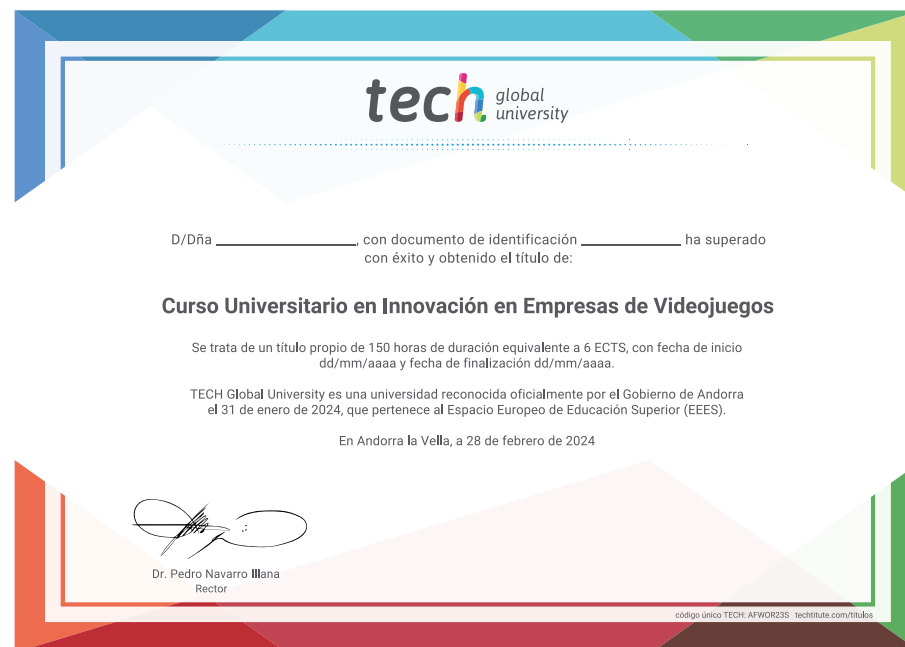 tech global university
D/Dña ____________________, con documento de identificación ______________ ha superado
con éxito y obtenido el título de:
Curso Universitario en Innovación en Empresas de Videojuegos
Se trata de un título propio de 150 horas de duración equivalente a 6 ECTS, con fecha de inicio
dd/mm/aaaa y fecha de finalización dd/mm/aaaa.
TECH Global University es una universidad reconocida oficialmente por el Gobierno de Andorra
el 31 de enero de 2024, que pertenece al Espacio Europeo de Educación Superior (EEES).
En Andorra la Vella, a 28 de febrero de 2024
Dr. Pedro Navarro Illana
Rector
código único TECH: AFWOR23S techtitute.com/titulos